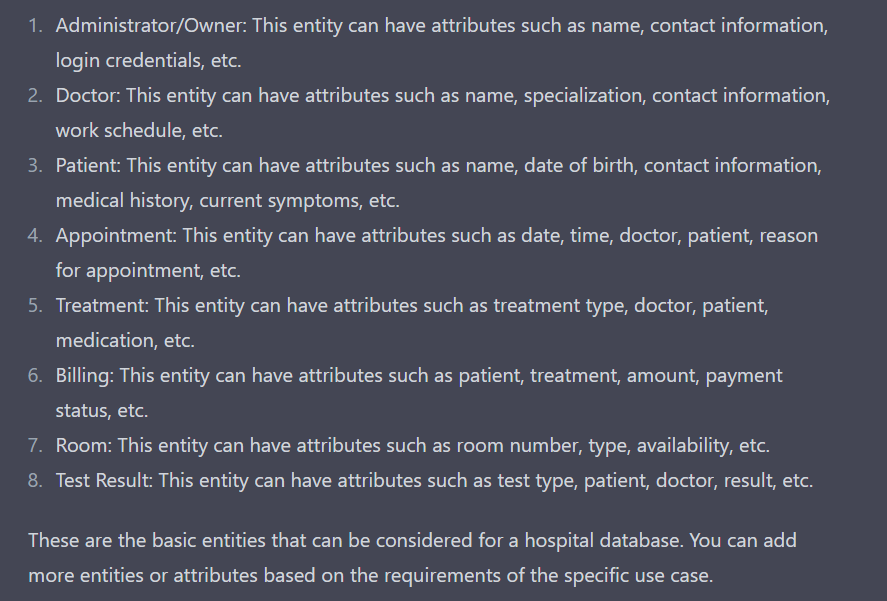 1. Administrator/Owner: This entity can have attributes such as name, contact information,
login credentials, etc.
2. Doctor: This entity can have attributes such as name, specialization, contact information,
work schedule, etc.
3. Patient: This entity can have attributes such as name, date of birth, contact information,
medical history, current symptoms, etc.
4. Appointment: This entity can have attributes such as date, time, doctor, patient, reason
for appointment, etc.
5. Treatment: This entity can have attributes such as treatment type, doctor, patient,
medication, etc.
6. Billing: This entity can have attributes such as patient, treatment, amount, payment
status, etc.
7. Room: This entity can have attributes such as room number, type, availability, etc.
8. Test Result: This entity can have attributes such as test type, patient, doctor, result, etc.
These are the basic entities that can be considered for a hospital database. You can add
more entities or attributes based on the requirements of the specific use case.